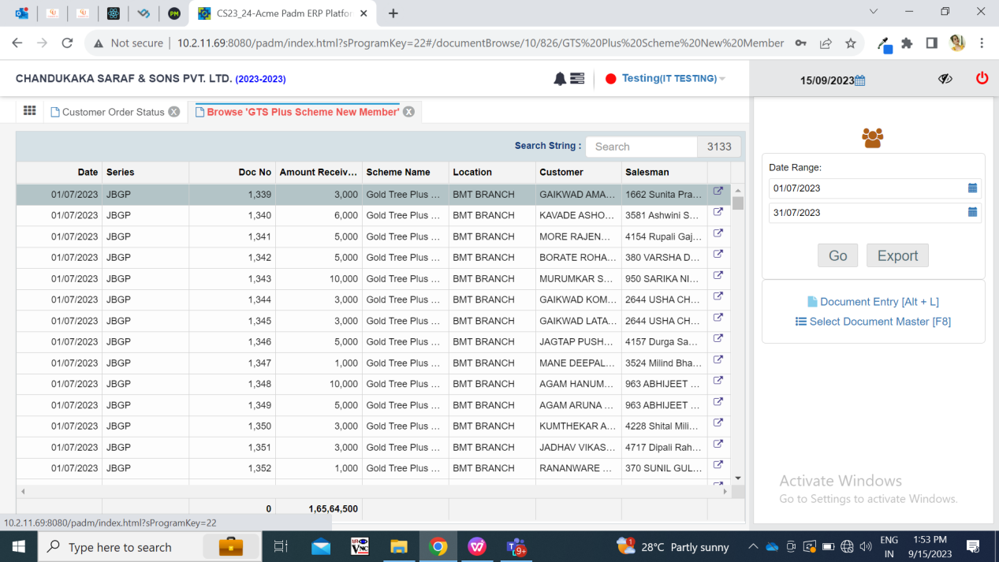 PM
CS23_24-Acme Padm ERP Platfor
Not secure
10.2.11.69:8080/padm/index.html?sProgramKey=22#/documentBrowse/10/826/GTS%20Plus%20Scheme%20New%20Member
CHANDUKAKA SARAF & SONS PVT. LTD. (2023-2023)
Testing(IT TESTING)
15/09/2023
Customer Order Status
Browse 'GTS Plus Scheme New Member'
Search String : Search 3133
Date Series Doc No Amount Receiv... Scheme Name Location Customer Salesman
01/07/2023 JBGP 1,339 3,000 Gold Tree Plus ... BMT BRANCH GAIKWAD AMA... 1662 Sunita Pra...
01/07/2023 JBGP 1,340 6,000 Gold Tree Plus ... BMT BRANCH KAVADE ASHO... 3581 Ashwini S...
01/07/2023 JBGP 1,341 5,000 Gold Tree Plus ... BMT BRANCH MORE RAJEN... 4154 Rupali Gaj...
01/07/2023 JBGP 1,342 5,000 Gold Tree Plus ... BMT BRANCH BORATE ROHA... 380 VARSHA D...
01/07/2023 JBGP 1,343 10,000 Gold Tree Plus ... BMT BRANCH MURUMKAR S... 950 SARIKA NI...
01/07/2023 JBGP 1,344 3,000 Gold Tree Plus ... BMT BRANCH GAIKWAD KOM... 2644 USHA CH...
01/07/2023 JBGP 1,345 3,000 Gold Tree Plus ... BMT BRANCH GAIKWAD LATA... 2644 USHA CH...
01/07/2023 JBGP 1,346 5,000 Gold Tree Plus ... BMT BRANCH JAGTAP PUSH... 4157 Durga Sa...
01/07/2023 JBGP 1,347 1,000 Gold Tree Plus ... BMT BRANCH MANE DEEPAL... 3524 Milind Bha...
01/07/2023 JBGP 1,348 10,000 Gold Tree Plus ... BMT BRANCH AGAM HANUM... 963 ABHIJEET ...
01/07/2023 JBGP 1,349 5,000 Gold Tree Plus ... BMT BRANCH AGAM ARUNA ... 963 ABHIJEET ...
01/07/2023 JBGP 1,350 3,000 Gold Tree Plus ... BMT BRANCH KUMTHEKAR A... 4228 Shital Mili...
01/07/2023 JBGP 1,351 3,000 Gold Tree Plus ... BMT BRANCH JADHAV VIKAS... 4717 Dipali Rah...
01/07/2023 JBGP 1,352 1,000 Gold Tree Plus ... BMT BRANCH RANANWARE ... 370 SUNIL GUL...
0 1,65,64,500
Date Range:
01/07/2023
31/07/2023
Go Export
Document Entry [Alt + L]
Select Document Master [F8]
Activate Windows
Go to Settings to activate Windows.
10.2.11.69:8080/padm/index.html?sProgramKey=22
Type here to search
VNC
9+
1
28°C Partly sunny
ENG
IN
1:53 PM
9/15/2023